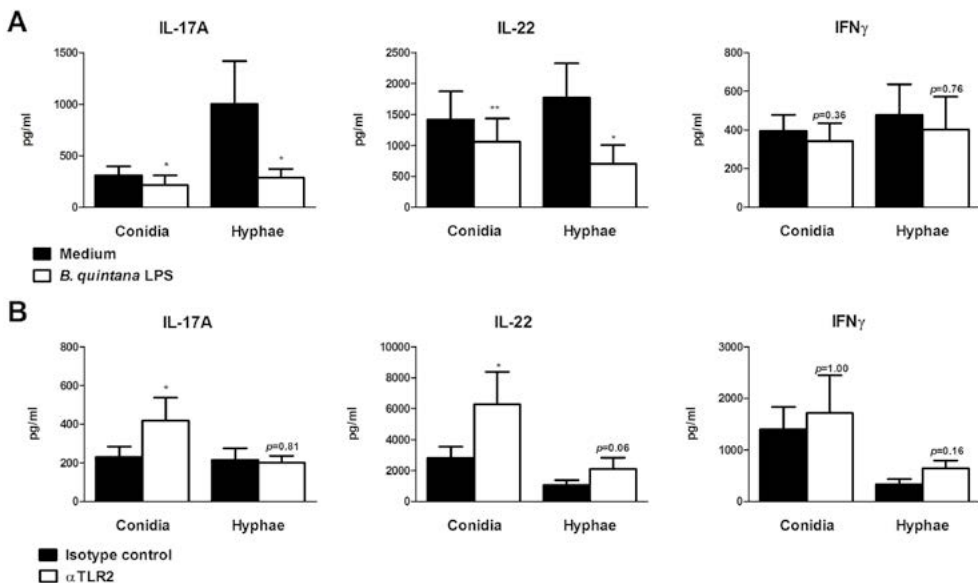 A
IL-17A
IL-22
IFNγ
pg/ml
1500
1000
500
0
*
*
Conidia
Hyphae
pg/ml
2500
2000
1500
1000
500
0
**
*
Conidia
Hyphae
pg/ml
800
600
400
200
0
p=0.36
p=0.76
Conidia
Hyphae
Medium
B. quintana LPS
B
IL-17A
IL-22
IFNγ
pg/ml
800
600
400
200
0
*
p=0.81
Conidia
Hyphae
pg/ml
10000
8000
6000
4000
2000
0
*
p=0.06
Conidia
Hyphae
pg/ml
3000
2000
1000
0
p=1.00
p=0.16
Conidia
Hyphae
Isotype control
αTLR2